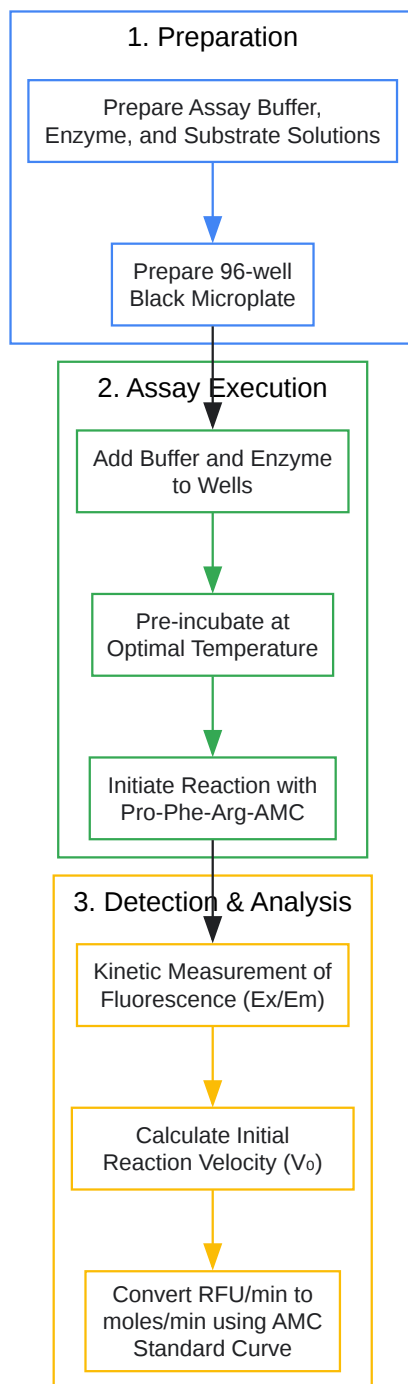 1. Preparation
Prepare Assay Buffer,
Enzyme, and Substrate Solutions
Prepare 96-well
Black Microplate
2. Assay Execution
Add Buffer and Enzyme
to Wells
Pre-incubate at
Optimal Temperature
Initiate Reaction with
Pro-Phe-Arg-AMC
3. Detection & Analysis
Kinetic Measurement of
Fluorescence (Ex/Em)
Calculate Initial
Reaction Velocity (V₀)
Convert RFU/min to
moles/min using AMC
Standard Curve